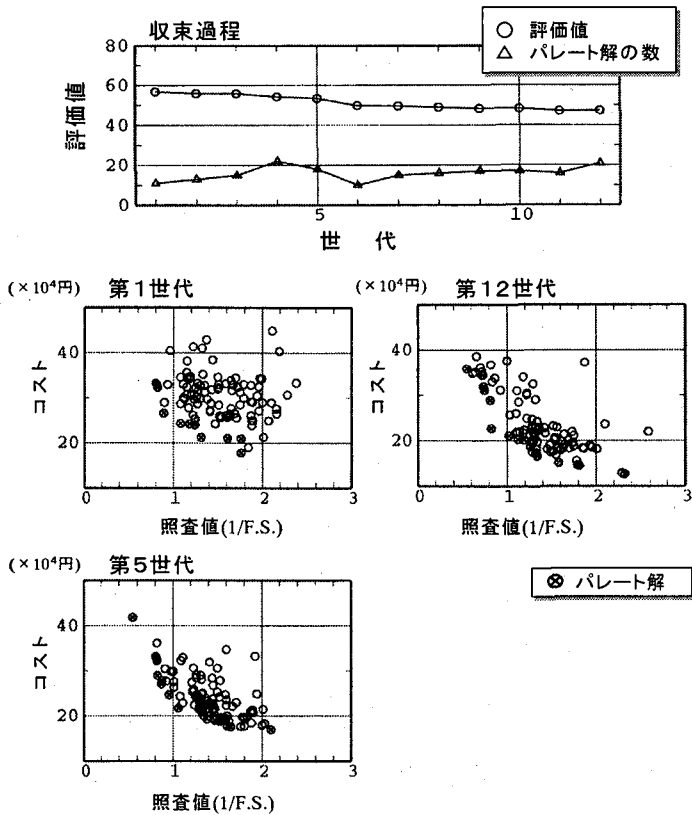 収束過程
○ 評価値
△ パレート解の数
80
60
40
20
0
評価値
5
10
世 代
(×10⁴円) 第1世代
コスト
40
20
0
1
2
3
照査値(1/F.S.)
(×10⁴円) 第12世代
コスト
40
20
0
1
2
3
照査値(1/F.S.)
(×10⁴円) 第5世代
コスト
40
20
0
1
2
3
照査値(1/F.S.)
⊗ パレート解